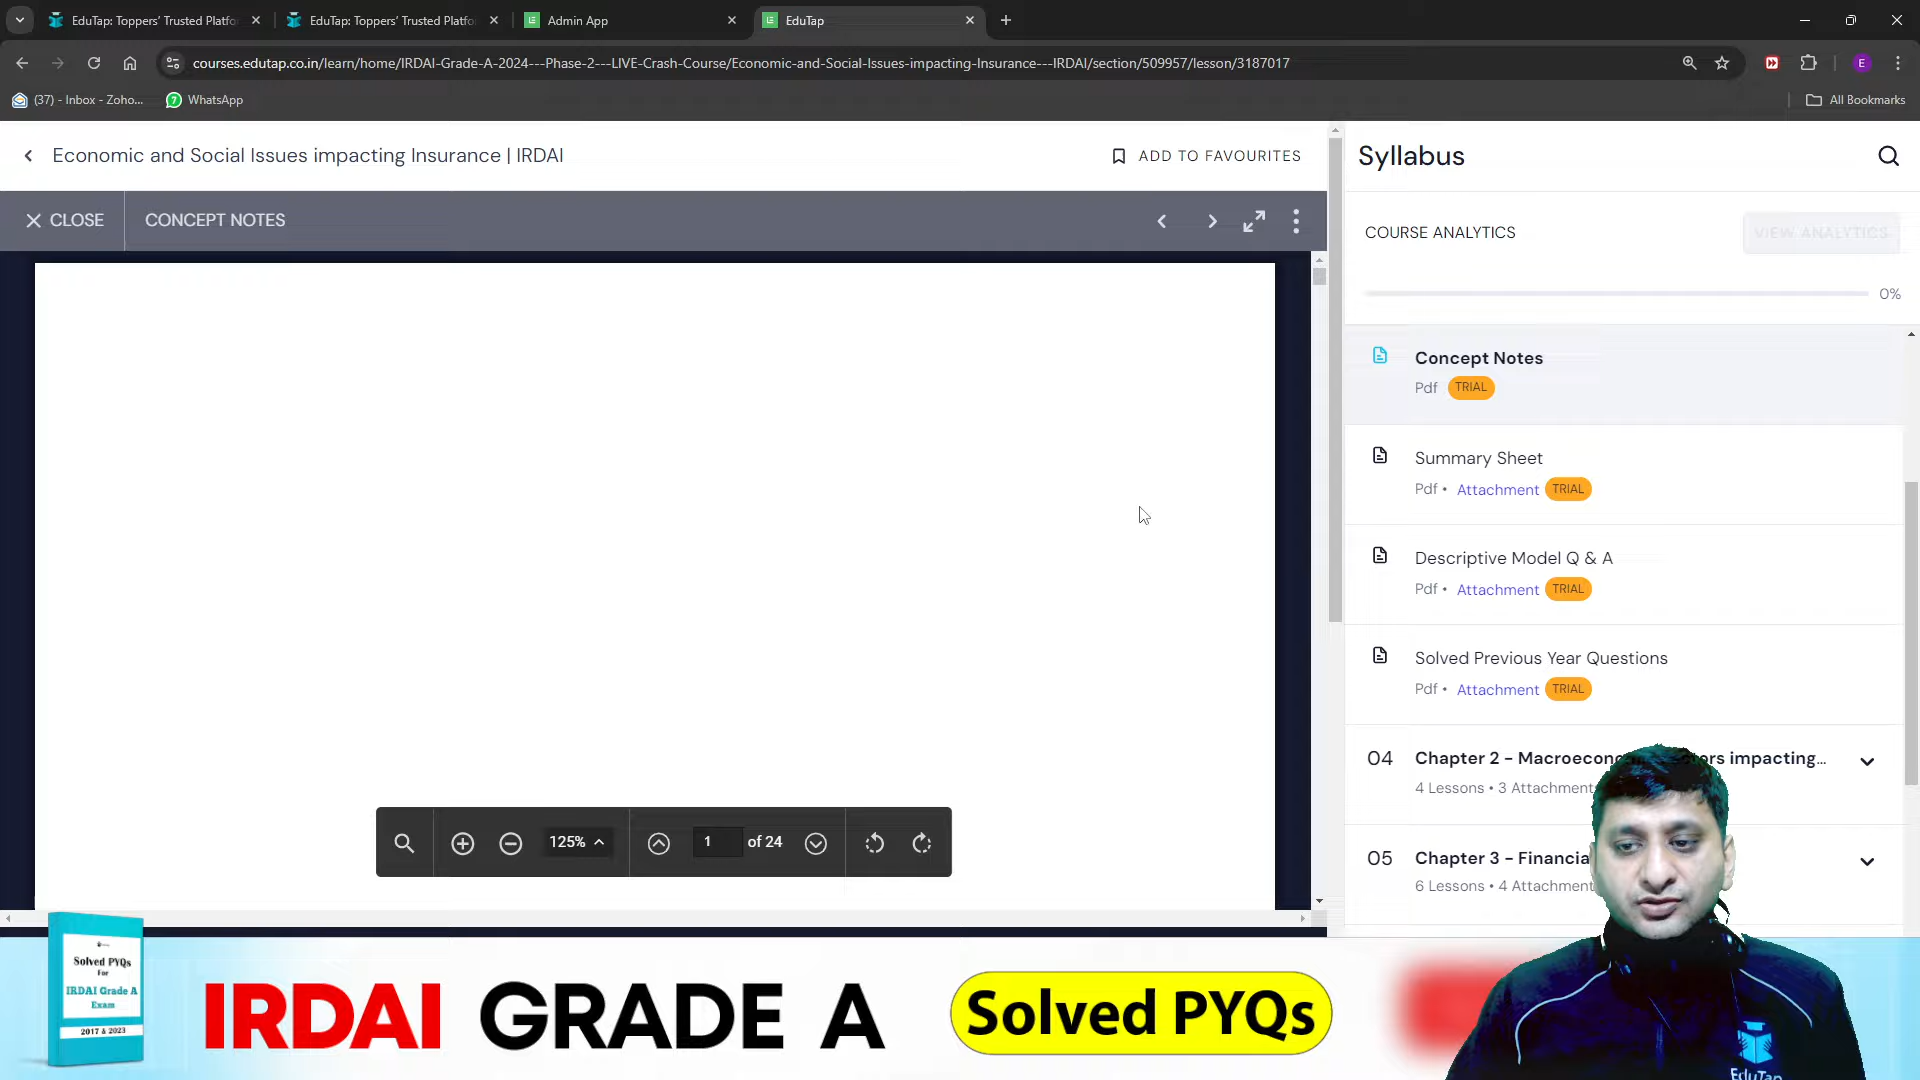 EduTap: Toppers' Trusted Platfo
EduTap: Toppers' Trusted Platfo
Admin App
EduTap
courses.edutap.co.in/learn/home/IRDAI-Grade-A-2024---Phase-2---LIVE-Crash-Course/Economic-and-Social-Issues-impacting-Insurance---IRDAI/section/509957/lesson/3187017
E
(37) - Inbox - Zoho...
WhatsApp
All Bookmarks
Economic and Social Issues impacting Insurance | IRDAI
ADD TO FAVOURITES
CLOSE
CONCEPT NOTES
125%
1 of 24
Syllabus
COURSE ANALYTICS
VIEW ANALYTICS
0%
Concept Notes
Pdf TRIAL
Summary Sheet
Pdf • Attachment TRIAL
Descriptive Model Q & A
Pdf • Attachment TRIAL
Solved Previous Year Questions
Pdf • Attachment TRIAL
04 Chapter 2 - impacting...
4 Lessons • 3
05 Chapter 3 -
6 Lessons • 4
Solved PYQs
For
IRDAI Grade A
Exam
2017 & 2023
IRDAI GRADE A
Solved PYQs
EduTap